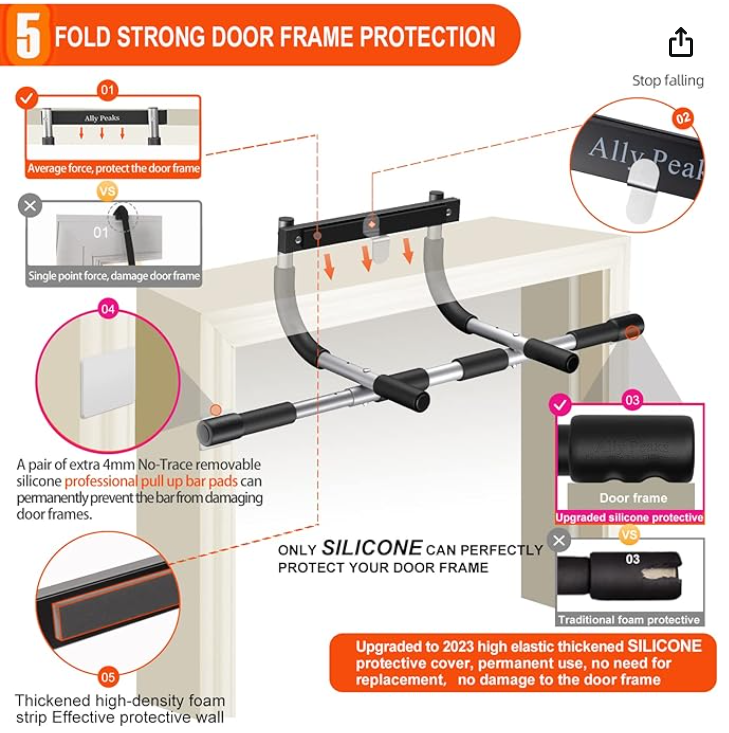 5 FOLD STRONG DOOR FRAME PROTECTION
Stop falling
01
Ally Peaks
Average force, protect the door frame
VS
01
Single point force, damage door frame
02
Ally Peak
04
A pair of extra 4mm No-Trace removable
silicone professional pull up bar pads can
permanently prevent the bar from damaging
door frames.
03
Door frame
Upgraded silicone protective
VS
03
Traditional foam protective
ONLY SILICONE CAN PERFECTLY
PROTECT YOUR DOOR FRAME
05
Thickened high-density foam
strip Effective protective wall
Upgraded to 2023 high elastic thickened SILICONE
protective cover, permanent use, no need for
replacement, no damage to the door frame